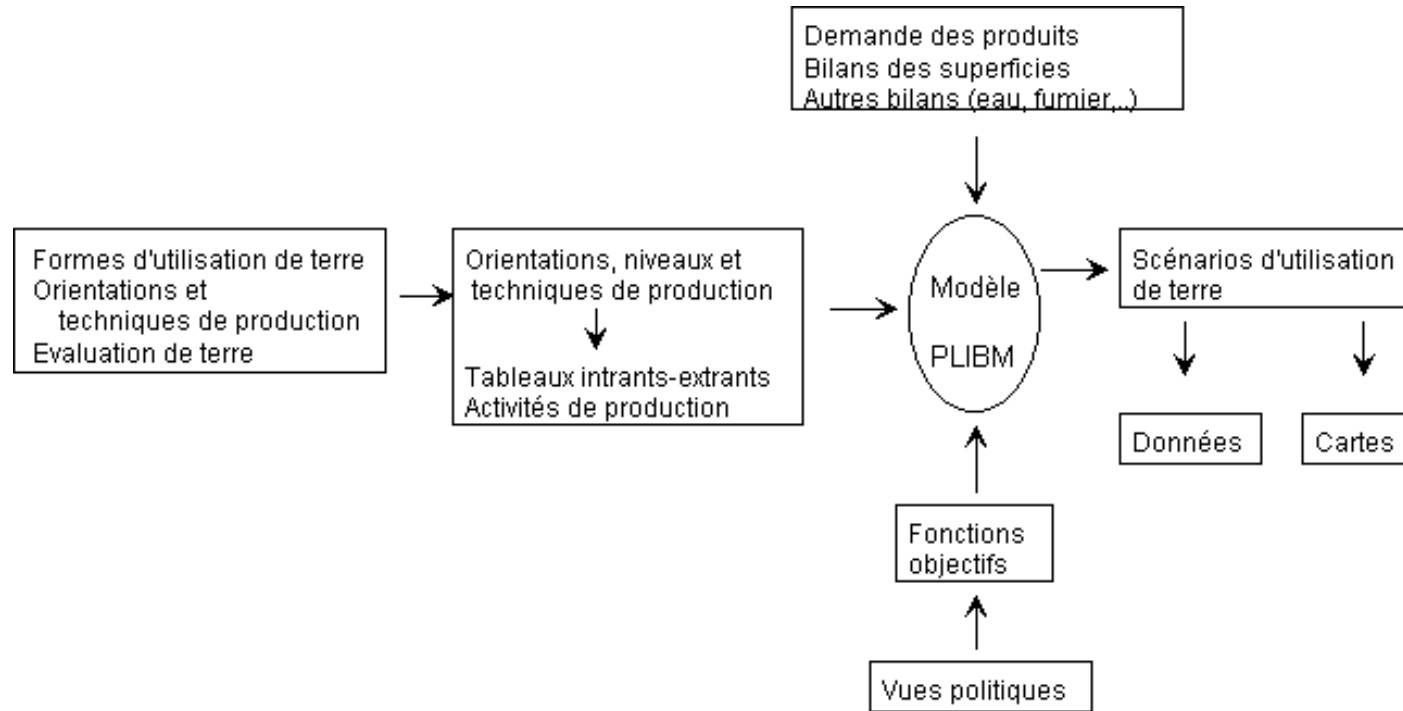 Demande des produits
Bilans des superficies
Autres bilans (eau, fumier,..)
Formes d'utilisation de terre
Orientations et
techniques de production
Evaluation de terre
Orientations, niveaux et
techniques de production
Tableaux intrants-extrants
Activités de production
Modèle
PLIBM
Scénarios d'utilisation
de terre
Données
Cartes
Fonctions
objectifs
Vues politiques